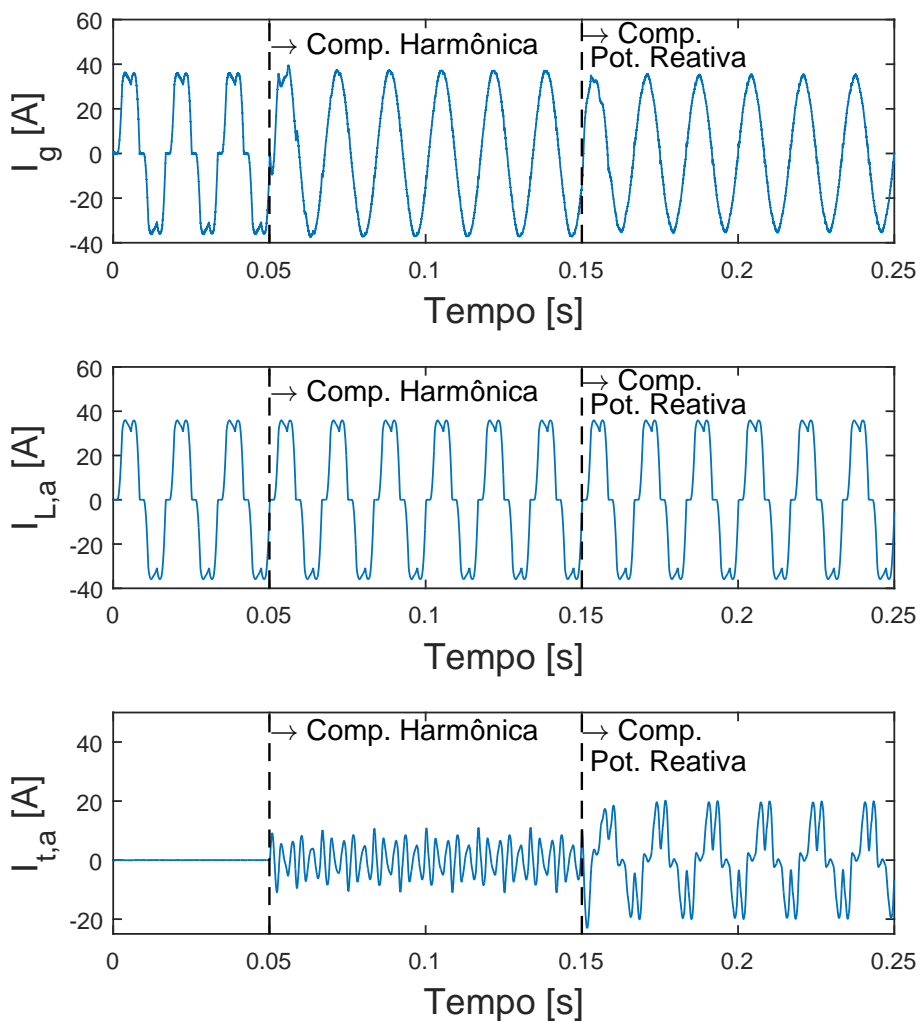 60
→ Comp. Harmônica
→ Comp.
Pot. Reativa
40
20
0
-20
-40
I_g [A]
0 0.05 0.1 0.15 0.2 0.25
Tempo [s]
60
→ Comp. Harmônica
→ Comp.
Pot. Reativa
40
20
0
-20
-40
I_L,a [A]
0 0.05 0.1 0.15 0.2 0.25
Tempo [s]
→ Comp. Harmônica
→ Comp.
Pot. Reativa
40
20
0
-20
I_t,a [A]
0 0.05 0.1 0.15 0.2 0.25
Tempo [s]